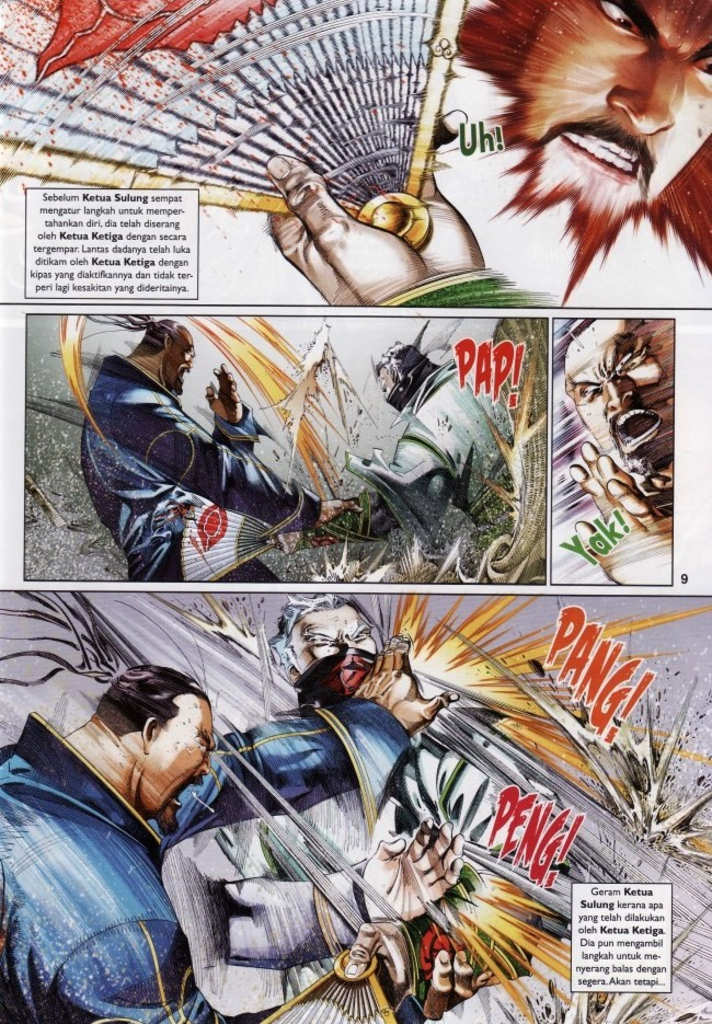 Uh!
Sebelum Ketua Sulung sempat
mengatur langkah untuk memper-
tahankan diri, dia telah diserang
oleh Ketua Ketiga dengan secara
tergempar. Lantas dadanya telah luka
ditikam oleh Ketua Ketiga dengan
kipas yang diaktifkannya dan tidak ter-
peri lagi kesakitan yang dideritainya.
PAP!
Yak!
9
PANG!
PENG!
Geram Ketua
Sulung kerana apa
yang telah dilakukan
oleh Ketua Ketiga.
Dia pun mengambil
langkah untuk me-
nyerang balas dengan
segera. Akan tetapi...